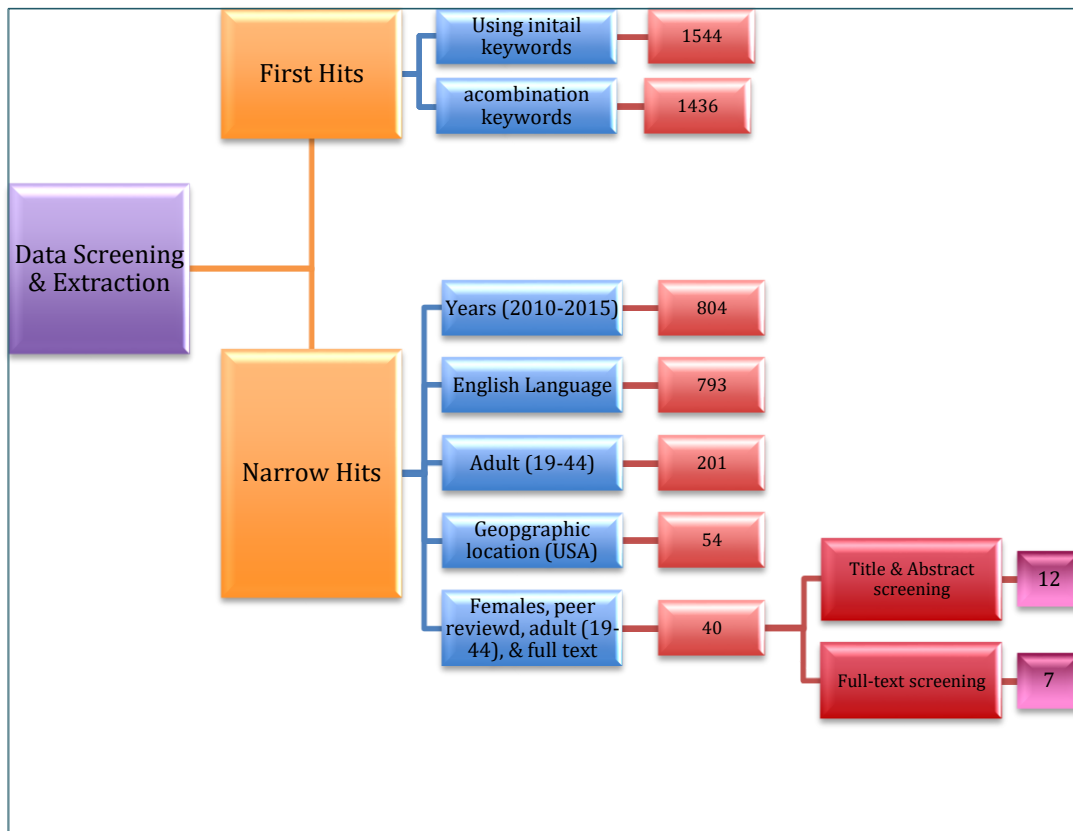 Data Screening
& Extraction
First Hits
Using initail
keywords
1544
acombination
keywords
1436
Narrow Hits
Years (2010-2015)
804
English Language
793
Adult (19-44)
201
Geopgraphic
location (USA)
54
Females, peer
reviewd, adult (19-
44), & full text
40
Title & Abstract
screening
12
Full-text screening
7